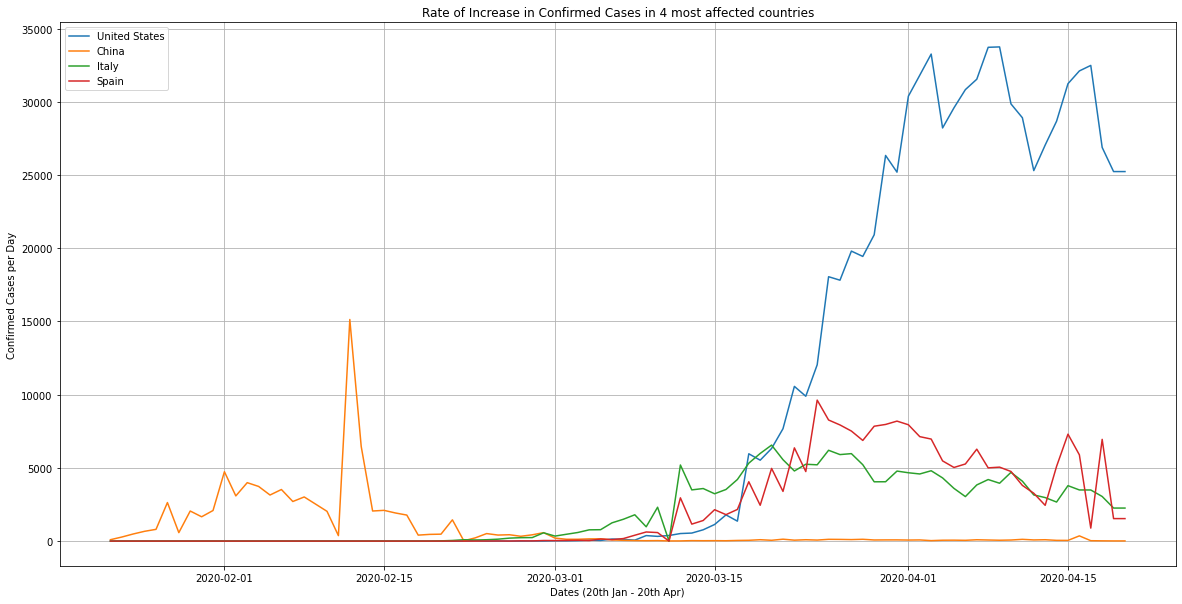 Rate of Increase in Confirmed Cases in 4 most affected countries
United States
China
Italy
Spain
Confirmed Cases per Day
35000
30000
25000
20000
15000
10000
5000
0
2020-02-01 2020-02-15 2020-03-01 2020-03-15 2020-04-01 2020-04-15
Dates (20th Jan - 20th Apr)